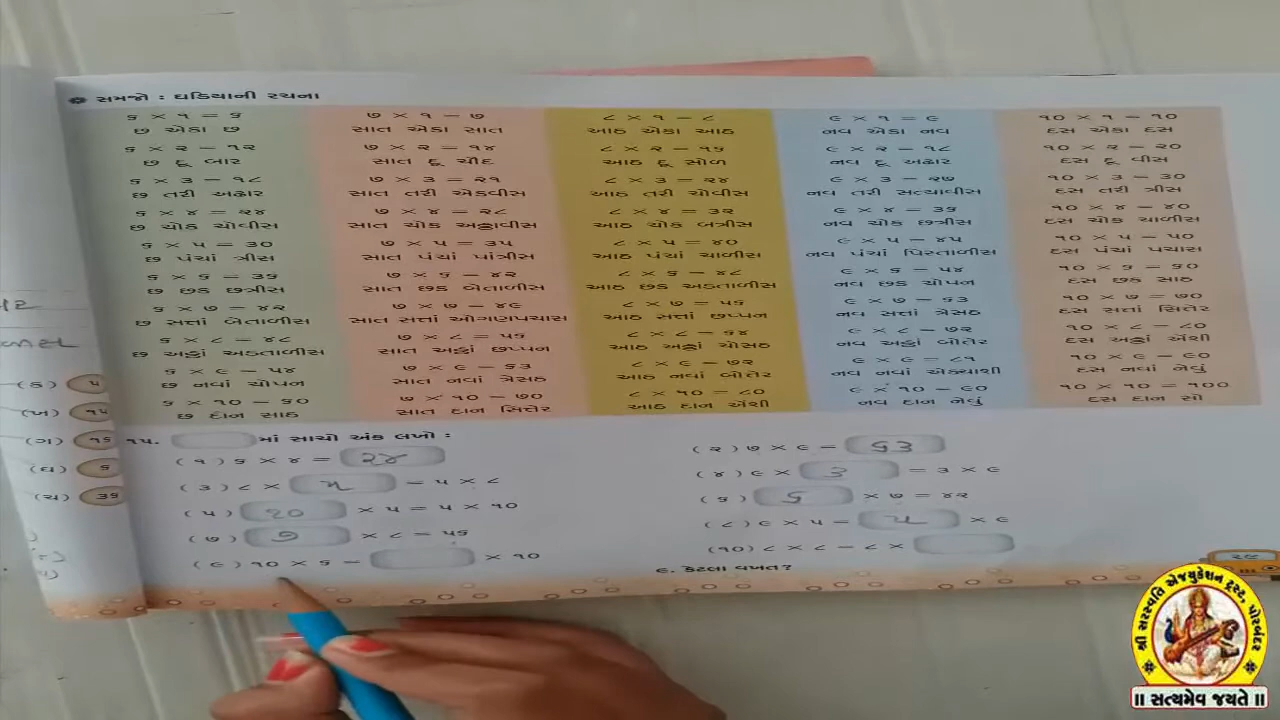 સમજો : ઘડિયાની રચના
૬ × ૧ = ૬
છ એકા છ
૬ × ૨ = ૧૨
છ દૂ બાર
૬ × ૩ = ૧૮
છ તરી અઢાર
૬ × ૪ = ૨૪
છ ચોક ચોવીસ
૬ × ૫ = ૩૦
છ પંચાં ત્રીસ
૬ × ૬ = ૩૬
છ છક છત્રીસ
૬ × ૭ = ૪૨
છ સત્તાં બેતાળીસ
૬ × ૮ = ૪૮
છ અઠ્ઠાં અડતાળીસ
૬ × ૯ = ૫૪
છ નવાં ચોપન
૬ × ૧૦ = ૬૦
છ દાન સાઠ
૭ × ૧ = ૭
સાત એકા સાત
૭ × ૨ = ૧૪
સાત દૂ ચૌદ
૭ × ૩ = ૨૧
સાત તરી એકવીસ
૭ × ૪ = ૨૮
સાત ચોક અઠ્ઠાવીસ
૭ × ૫ = ૩૫
સાત પંચાં પાંત્રીસ
૭ × ૬ = ૪૨
સાત છક બેતાળીસ
૭ × ૭ = ૪૯
સાત સત્તાં ઓગણપચાસ
૭ × ૮ = ૫૬
સાત અઠ્ઠાં છપ્પન
૭ × ૯ = ૬૩
સાત નવાં ત્રેસઠ
૭ × ૧૦ = ૭૦
સાત દાન સિત્તેર
૮ × ૧ = ૮
આઠ એકા આઠ
૮ × ૨ = ૧૬
આઠ દૂ સોળ
૮ × ૩ = ૨૪
આઠ તરી ચોવીસ
૮ × ૪ = ૩૨
આઠ ચોક બત્રીસ
૮ × ૫ = ૪૦
આઠ પંચાં ચાળીસ
૮ × ૬ = ૪૮
આઠ છક અડતાળીસ
૮ × ૭ = ૫૬
આઠ સત્તાં છપ્પન
૮ × ૮ = ૬૪
આઠ અઠ્ઠાં ચોસઠ
૮ × ૯ = ૭૨
આઠ નવાં બોતેર
૮ × ૧૦ = ૮૦
આઠ દાન એંશી
૯ × ૧ = ૯
નવ એકા નવ
૯ × ૨ = ૧૮
નવ દૂ અઢાર
૯ × ૩ = ૨૭
નવ તરી સત્યાવીસ
૯ × ૪ = ૩૬
નવ ચોક છત્રીસ
૯ × ૫ = ૪૫
નવ પંચાં પિસ્તાળીસ
૯ × ૬ = ૫૪
નવ છક ચોપન
૯ × ૭ = ૬૩
નવ સત્તાં ત્રેસઠ
૯ × ૮ = ૭૨
નવ અઠ્ઠાં બોતેર
૯ × ૯ = ૮૧
નવ નવાં એક્યાશી
૯ × ૧૦ = ૯૦
નવ દાન નેવું
૧૦ × ૧ = ૧૦
દસ એકા દસ
૧૦ × ૨ = ૨૦
દસ દૂ વીસ
૧૦ × ૩ = ૩૦
દસ તરી ત્રીસ
૧૦ × ૪ = ૪૦
દસ ચોક ચાળીસ
૧૦ × ૫ = ૫૦
દસ પંચાં પચાસ
૧૦ × ૬ = ૬૦
દસ છક સાઠ
૧૦ × ૭ = ૭૦
દસ સત્તાં સિત્તેર
૧૦ × ૮ = ૮૦
દસ અઠ્ઠાં એંશી
૧૦ × ૯ = ૯૦
દસ નવાં નેવું
૧૦ × ૧૦ = ૧૦૦
દસ દાન સો
(ક) ૫
(ખ) ૧૫
(ગ) ૧૬
(ઘ) ૬
(ચ) ૩૬
૧૫. માં સાચો અંક લખો :
(૧) ૬ × ૪ = ૨૪
(૨) ૭ × ૯ = ૬૩
(૩) ૮ × ૫ = ૫ × ૮
(૪) ૯ × ૩ = ૩ × ૯
(૫) ૧૦ × ૫ = ૫ × ૧૦
(૬) ૬ × ૭ = ૪૨
(૭) ૭ × ૮ = ૫૬
(૮) ૯ × ૫ = ૫ × ૯
(૯) ૧૦ × ૬ = × ૧૦
(૧૦) ૮ × ૮ = ૮ ×
૯. કેટલા વખત?
૨૯
શ્રી સરસ્વતિ એજ્યુકેશન ટ્રસ્ટ, પોરબંદર
॥ સત્યમેવ જયતે ॥